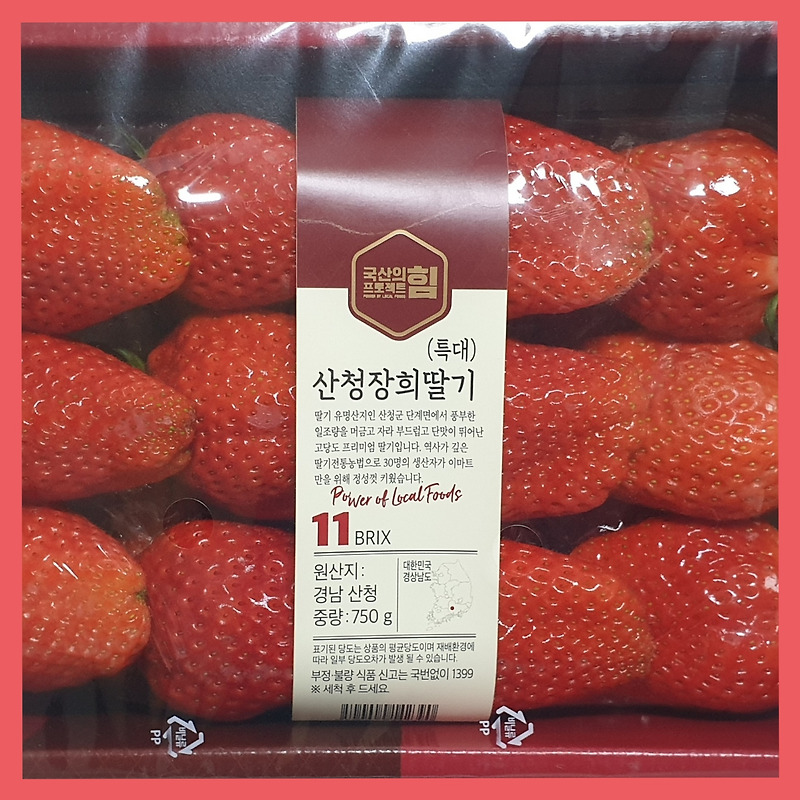 국산의힘
프로젝트
POWER OF LOCAL FOODS
(특대)
산청장희딸기
딸기 유명산지인 산청군 단계면에서 풍부한
일조량을 머금고 자라 부드럽고 단맛이 뛰어난
고당도 프리미엄 딸기입니다. 역사가 깊은
딸기전통농법으로 30명의 생산자가 이마트
만을 위해 정성껏 키웠습니다.
Power of Local Foods
11 BRIX
원산지 :
경남 산청
중량 : 750 g
대한민국
경상남도
표기된 당도는 상품의 평균당도이며 재배환경에
따라 일부 당도오차가 발생 될 수 있습니다.
부정·불량 식품 신고는 국번없이 1399
※ 세척 후 드세요.
비닐류
PP
비닐류
PP